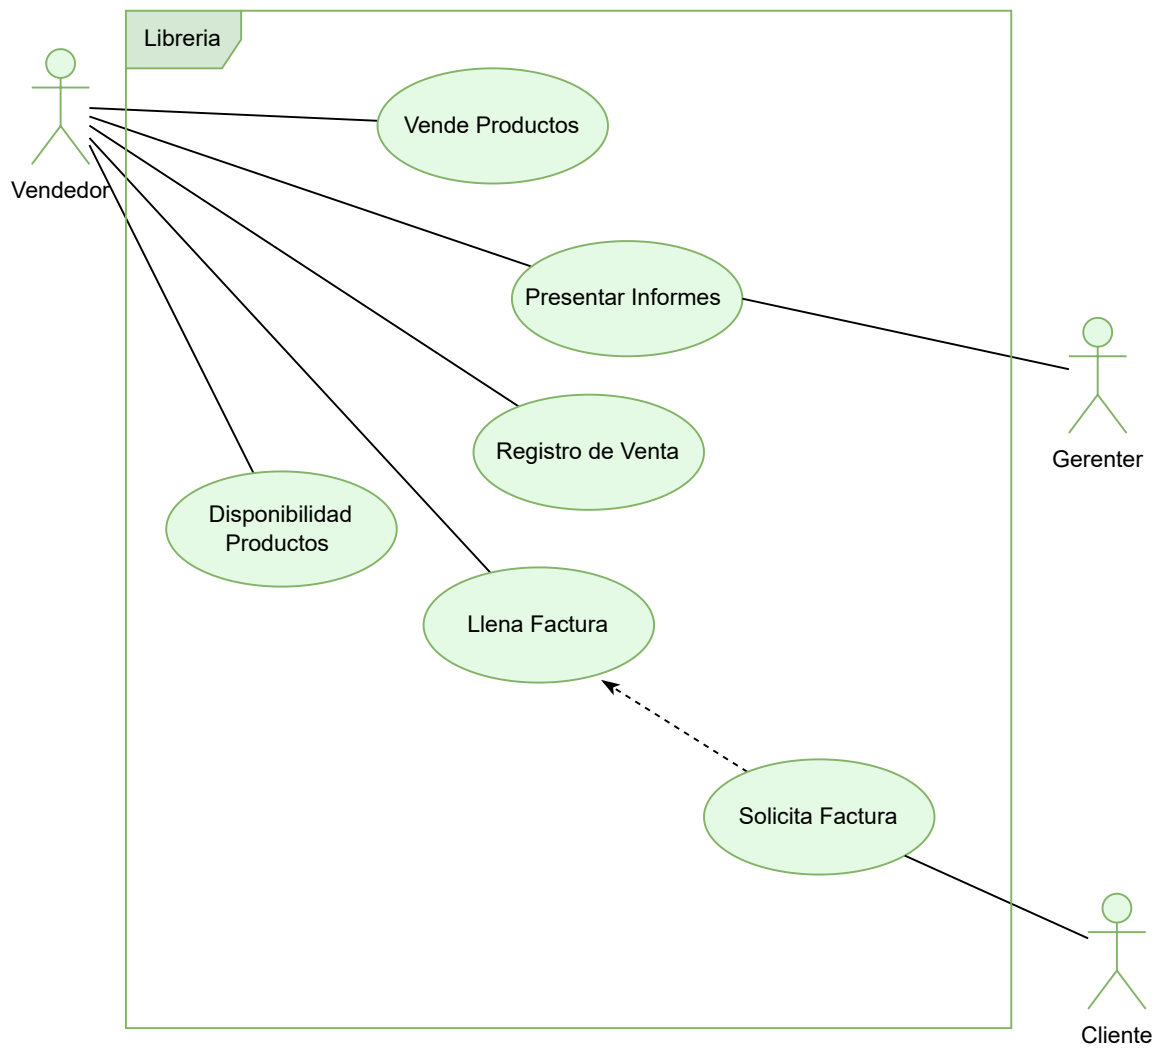 Libreria
Vende Productos
Vendedor
Presentar Informes
Registro de Venta
Gerenter
Disponibilidad
Productos
Llena Factura
Solicita Factura
Cliente